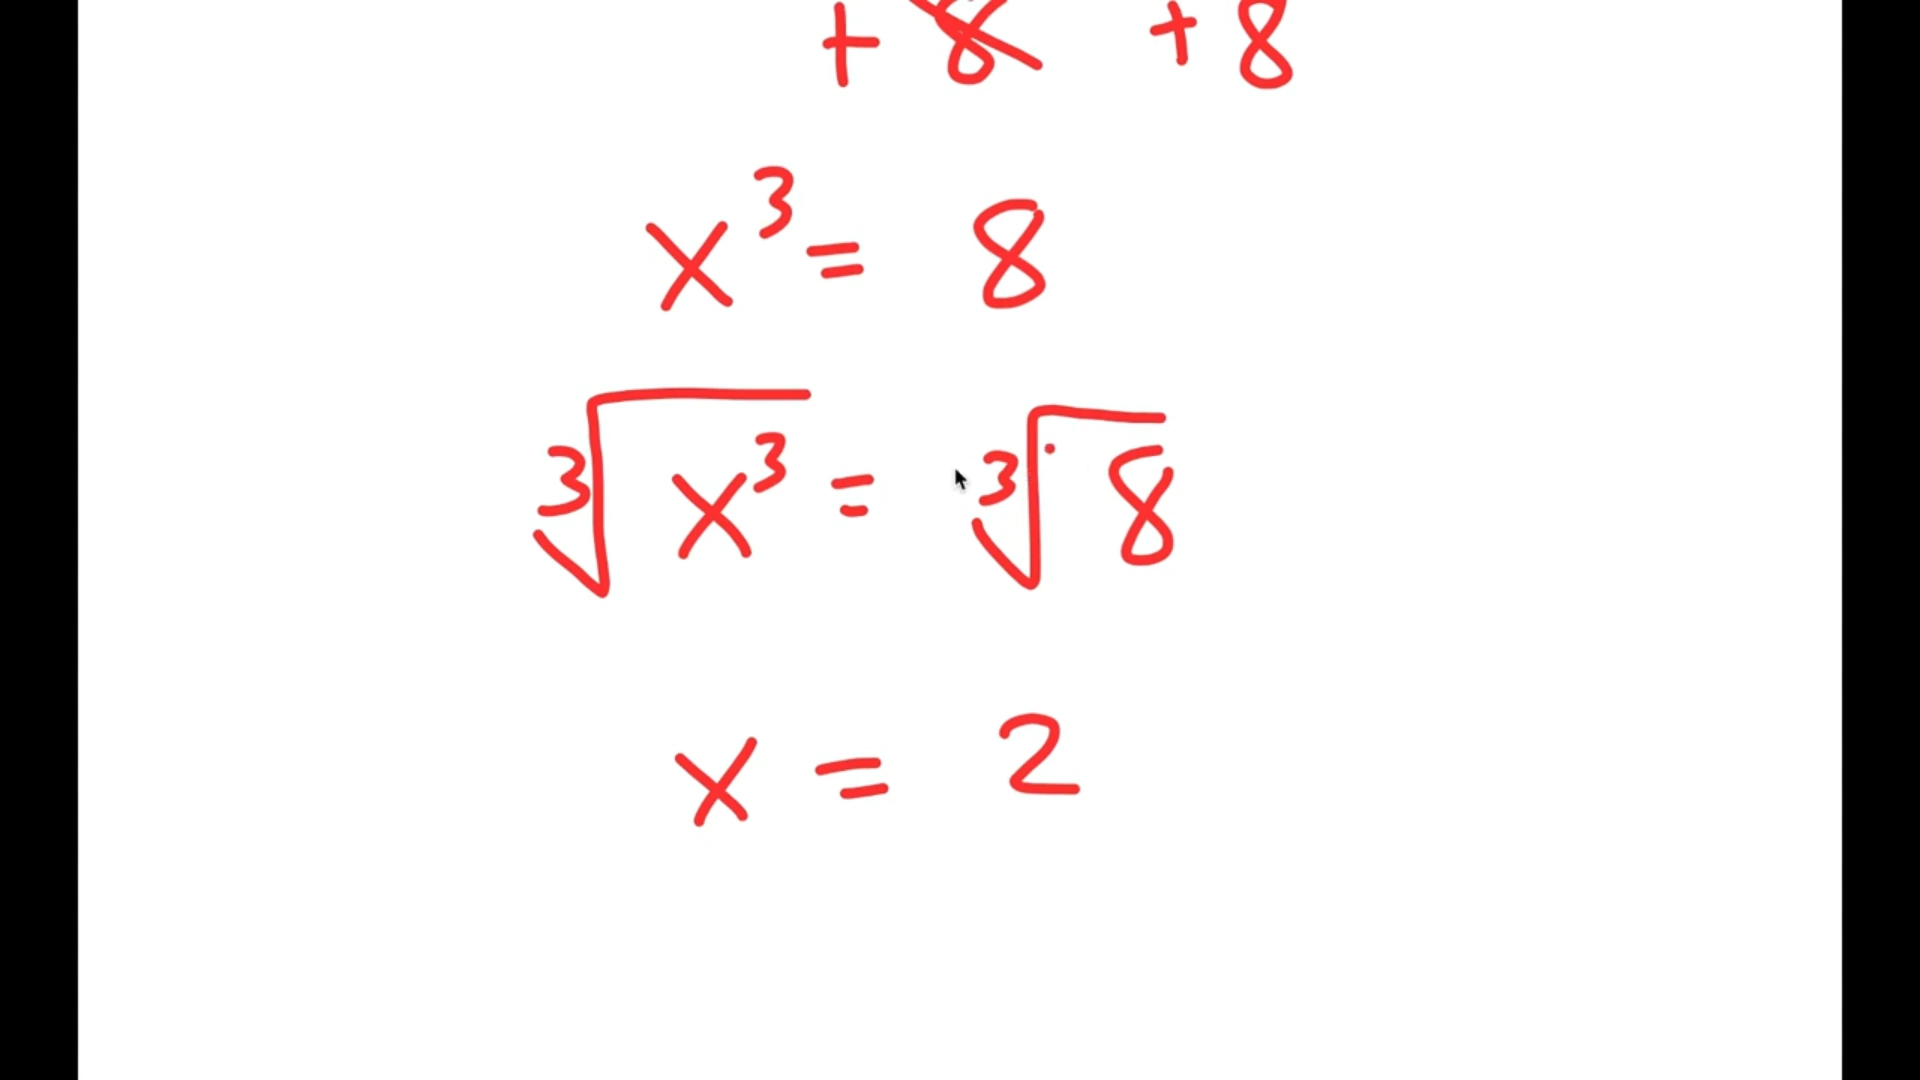 + 8 + 8
x³ = 8
∛x³ = ∛8
x = 2